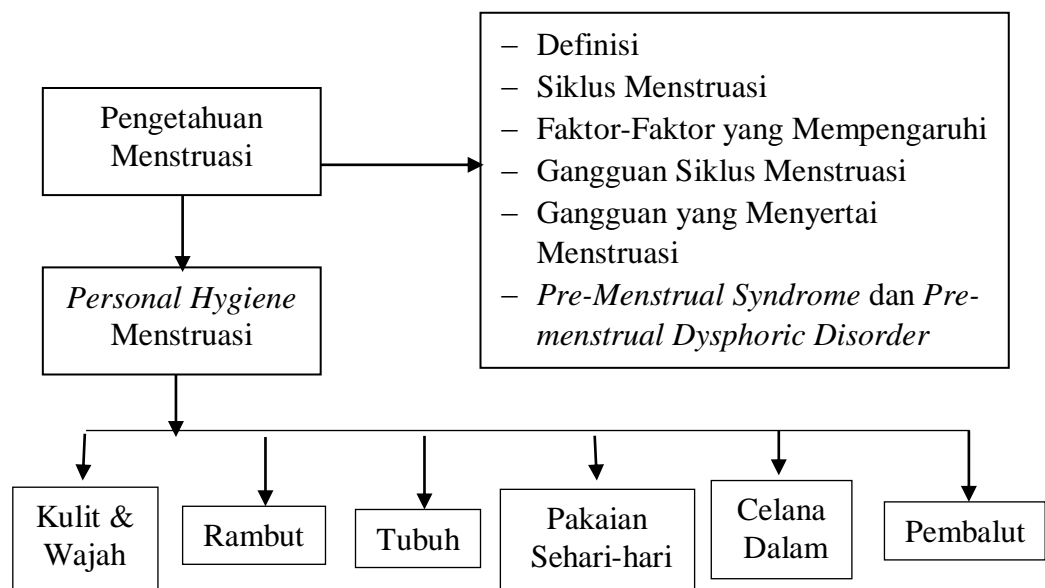 Pengetahuan
Menstruasi
– Definisi
– Siklus Menstruasi
– Faktor-Faktor yang Mempengaruhi
– Gangguan Siklus Menstruasi
– Gangguan yang Menyertai
Menstruasi
– Pre-Menstrual Syndrome dan Pre-
menstrual Dysphoric Disorder
Personal Hygiene
Menstruasi
Kulit &
Wajah
Rambut
Tubuh
Pakaian
Sehari-hari
Celana
Dalam
Pembalut